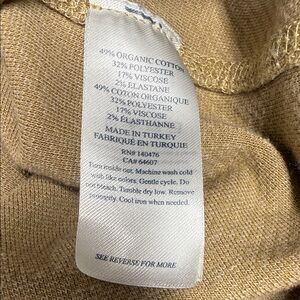 49% ORGANIC COTTON
32% POLYESTER
17% VISCOSE
2% ELASTANE
49% COTON ORGANIQUE
32% POLYESTER
17% VISCOSE
2% ÉLASTHANNE
MADE IN TURKEY
FABRIQUÉ EN TURQUIE
RN# 140476
CA# 64607
Turn inside out. Machine wash cold
with like colors. Gentle cycle. Do
not bleach. Tumble dry low. Remove
promptly. Cool iron when needed.
SEE REVERSE FOR MORE